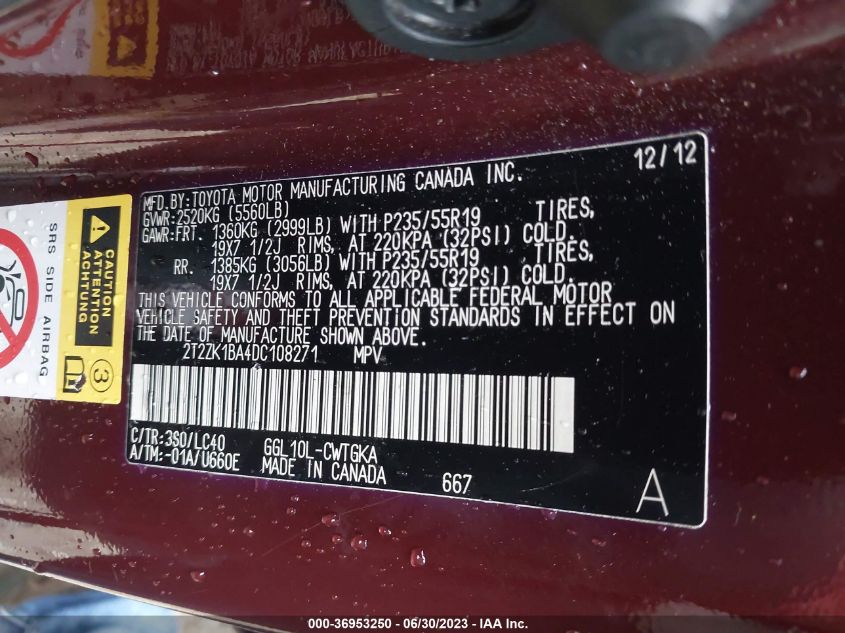 12/12
MFD.BY:TOYOTA MOTOR MANUFACTURING CANADA INC.
GVWR:2520KG (5560LB)
GAWR:FRT. 1360KG (2999LB) WITH P235/55R19 TIRES,
19X7 1/2J RIMS, AT 220KPA (32PSI) COLD.
RR. 1385KG (3056LB) WITH P235/55R19 TIRES,
19X7 1/2J RIMS, AT 220KPA (32PSI) COLD.
THIS VEHICLE CONFORMS TO ALL APPLICABLE FEDERAL MOTOR
VEHICLE SAFETY AND THEFT PREVENTION STANDARDS IN EFFECT ON
THE DATE OF MANUFACTURE SHOWN ABOVE.
2T2ZK1BA4DC108271 MPV
C/TR:3S0/LC40 GGL10L-CWTGKA
A/TM:-01A/U660E MADE IN CANADA 667
A
SRS SIDE AIRBAG
CAUTION
ATTENTION
ACHTUNG
3
000-36953250 - 06/30/2023 - IAA Inc.